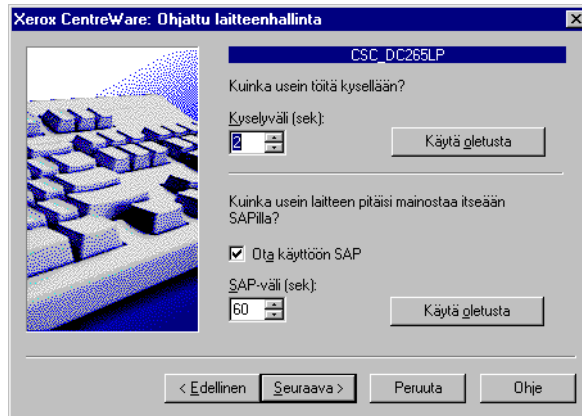 Xerox CentreWare: Ohjattu laitteenhallinta
CSC_DC265LP
Kuinka usein töitä kysellään?
Kyselyväli (sek):
2
Käytä oletusta
Kuinka usein laitteen pitäisi mainostaa itseään
SAPilla?
Ota käyttöön SAP
SAP-väli (sek):
60
Käytä oletusta
< Edellinen
Seuraava >
Peruuta
Ohje